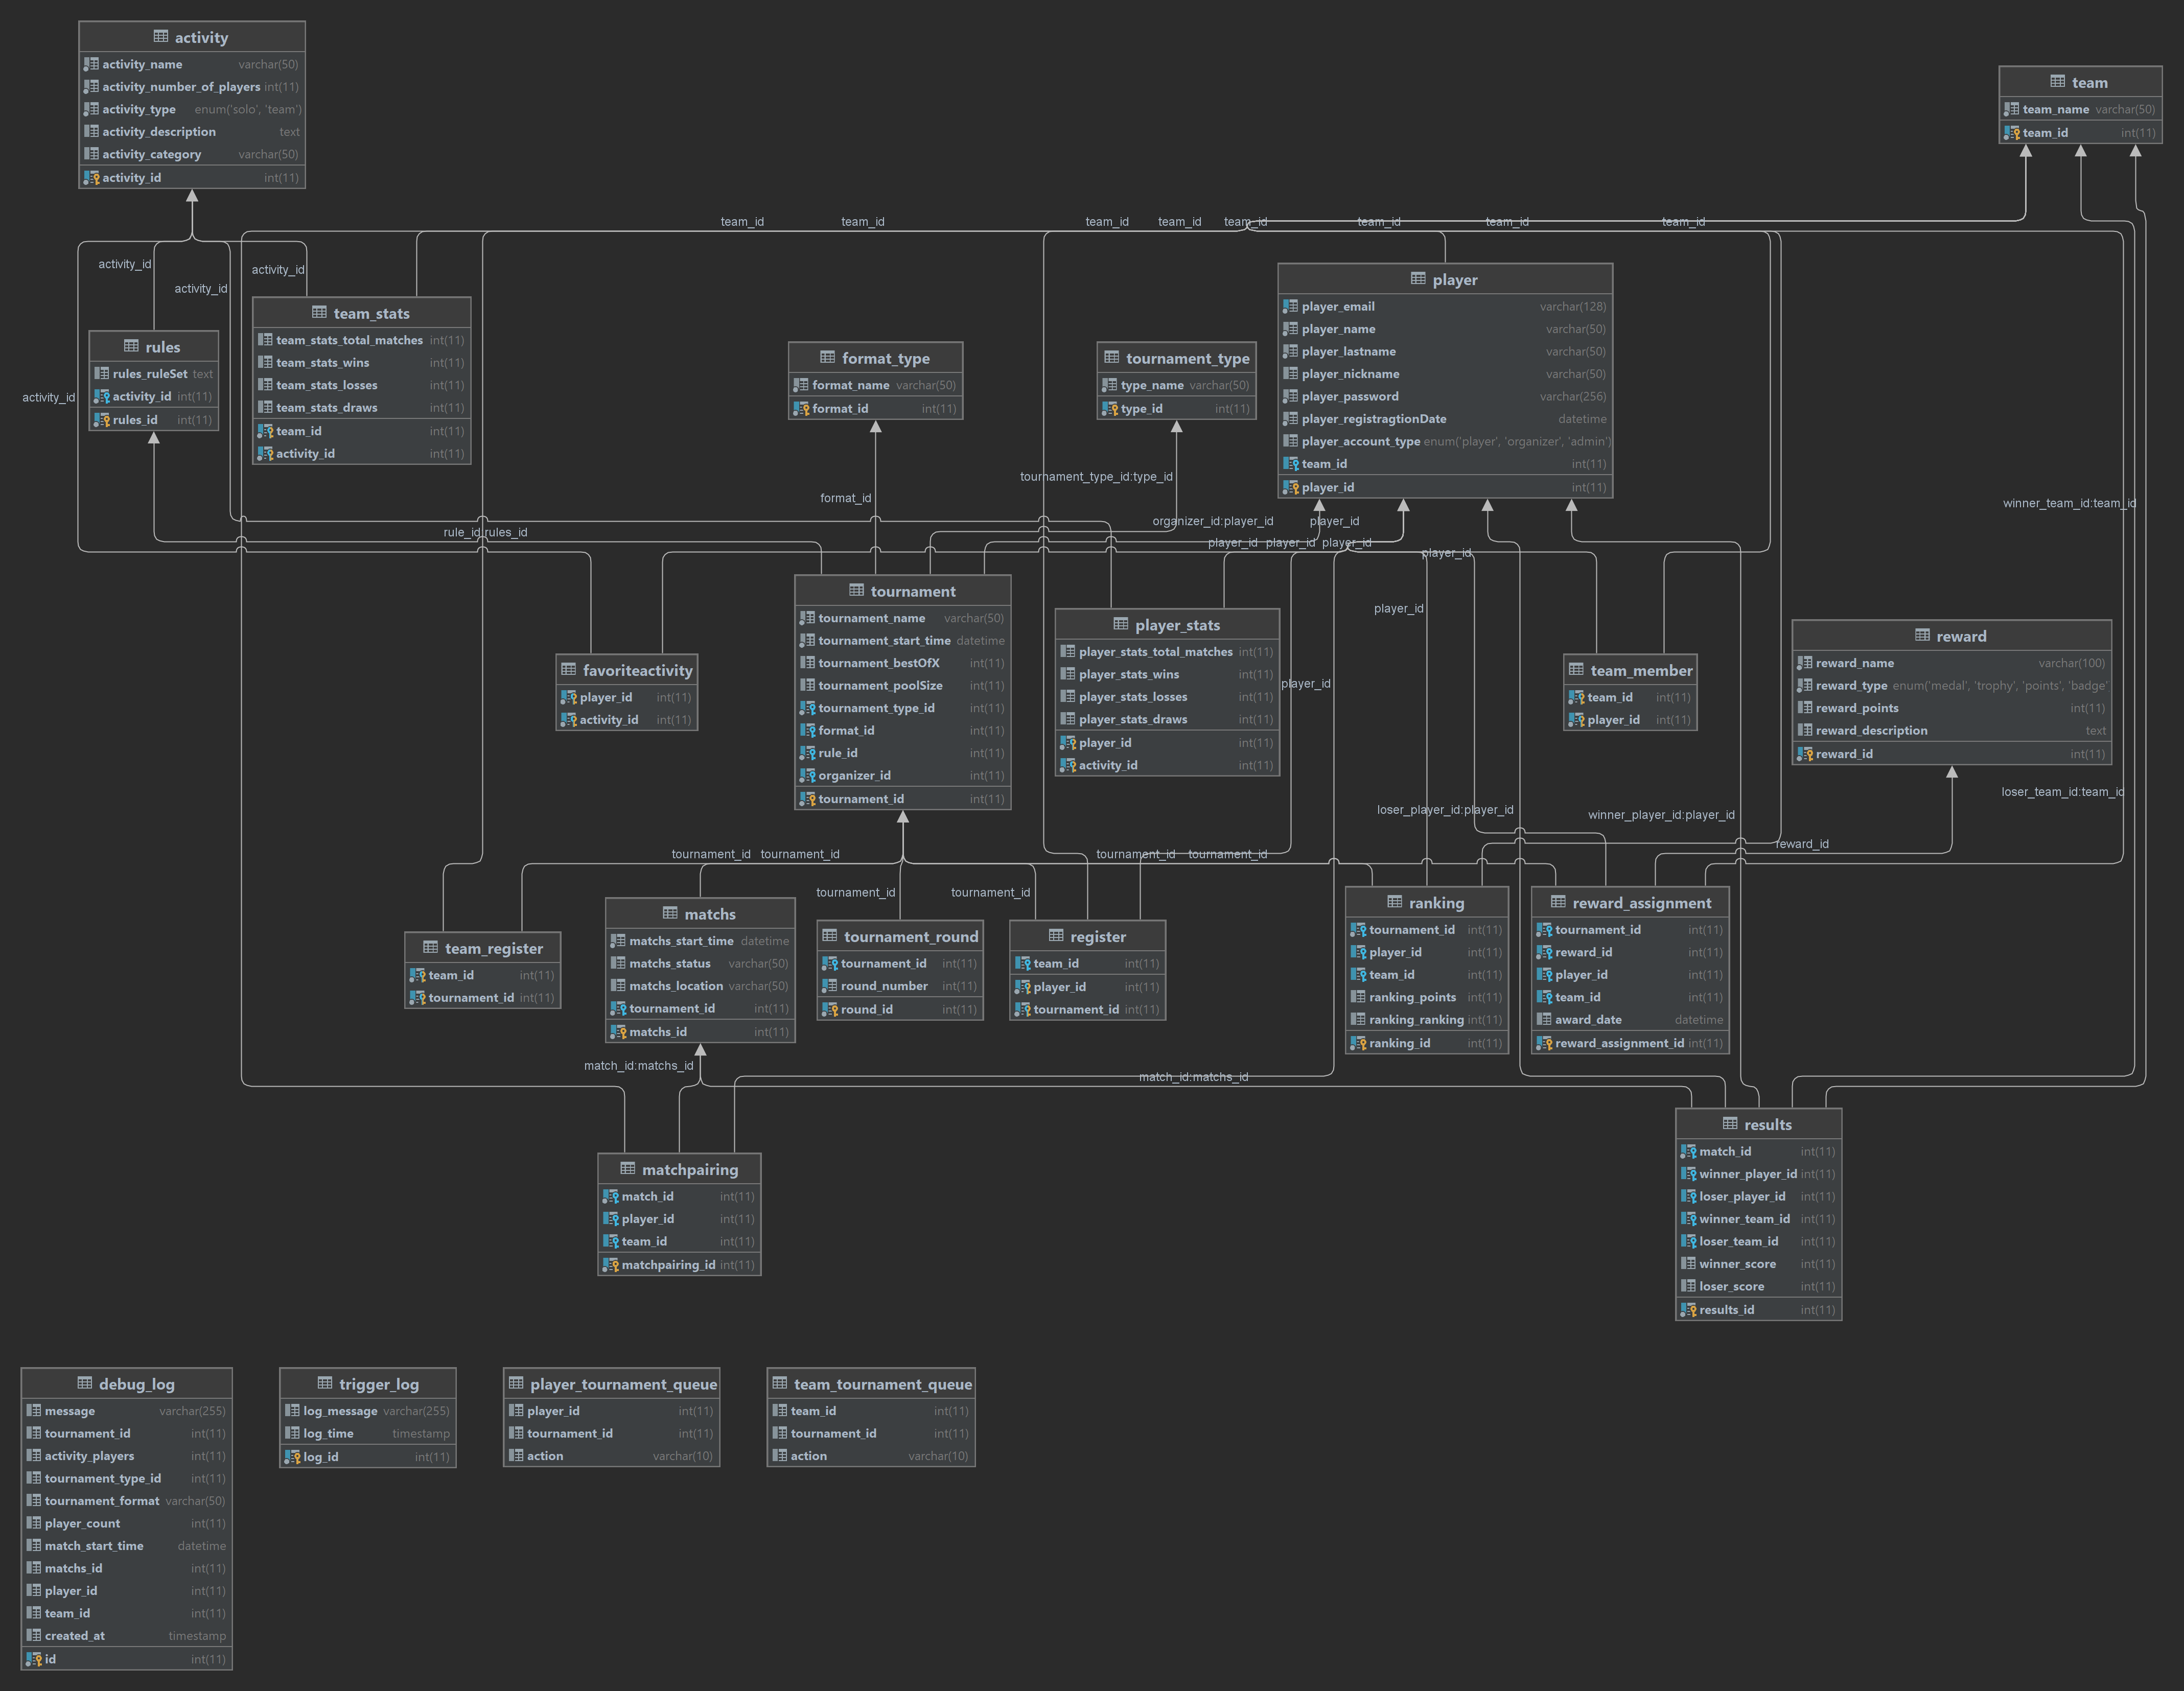 activity
activity_name varchar(50)
activity_number_of_players int(11)
activity_type enum('solo', 'team')
activity_description text
activity_category varchar(50)
activity_id int(11)
team
team_name varchar(50)
team_id int(11)
team_id team_id team_id team_id team_id team_id team_id team_id
activity_id
activity_id
activity_id
activity_id
player
player_email varchar(128)
player_name varchar(50)
player_lastname varchar(50)
player_nickname varchar(50)
player_password varchar(256)
player_registragtionDate datetime
player_account_type enum('player', 'organizer', 'admin')
team_id int(11)
player_id int(11)
team_stats
team_stats_total_matches int(11)
team_stats_wins int(11)
team_stats_losses int(11)
team_stats_draws int(11)
team_id int(11)
activity_id int(11)
rules
rules_ruleSet text
activity_id int(11)
rules_id int(11)
format_type
format_name varchar(50)
format_id int(11)
tournament_type
type_name varchar(50)
type_id int(11)
tournament_type_id:type_id
format_id
winner_team_id:team_id
organizer_id:player_id player_id
rule_id:rules_id
player_id player_id player_id
player_id
player_id
player_id
tournament
tournament_name varchar(50)
tournament_start_time datetime
tournament_bestOfX int(11)
tournament_poolSize int(11)
tournament_type_id int(11)
format_id int(11)
rule_id int(11)
organizer_id int(11)
tournament_id int(11)
player_stats
player_stats_total_matches int(11)
player_stats_wins int(11)
player_stats_losses int(11)
player_stats_draws int(11)
player_id int(11)
activity_id int(11)
favoriteactivity
player_id int(11)
activity_id int(11)
team_member
team_id int(11)
player_id int(11)
reward
reward_name varchar(100)
reward_type enum('medal', 'trophy', 'points', 'badge'
reward_points int(11)
reward_description text
reward_id int(11)
loser_team_id:team_id
loser_player_id:player_id
winner_player_id:player_id
reward_id
tournament_id tournament_id tournament_id tournament_id
tournament_id tournament_id
team_register
team_id int(11)
tournament_id int(11)
matchs
matchs_start_time datetime
matchs_status varchar(50)
matchs_location varchar(50)
tournament_id int(11)
matchs_id int(11)
tournament_round
tournament_id int(11)
round_number int(11)
round_id int(11)
register
team_id int(11)
player_id int(11)
tournament_id int(11)
ranking
tournament_id int(11)
player_id int(11)
team_id int(11)
ranking_points int(11)
ranking_ranking int(11)
ranking_id int(11)
reward_assignment
tournament_id int(11)
reward_id int(11)
player_id int(11)
team_id int(11)
award_date datetime
reward_assignment_id int(11)
match_id:matchs_id
match_id:matchs_id
matchpairing
match_id int(11)
player_id int(11)
team_id int(11)
matchpairing_id int(11)
results
match_id int(11)
winner_player_id int(11)
loser_player_id int(11)
winner_team_id int(11)
loser_team_id int(11)
winner_score int(11)
loser_score int(11)
results_id int(11)
debug_log
message varchar(255)
tournament_id int(11)
activity_players int(11)
tournament_type_id int(11)
tournament_format varchar(50)
player_count int(11)
match_start_time datetime
matchs_id int(11)
player_id int(11)
team_id int(11)
created_at timestamp
id int(11)
trigger_log
log_message varchar(255)
log_time timestamp
log_id int(11)
player_tournament_queue
player_id int(11)
tournament_id int(11)
action varchar(10)
team_tournament_queue
team_id int(11)
tournament_id int(11)
action varchar(10)